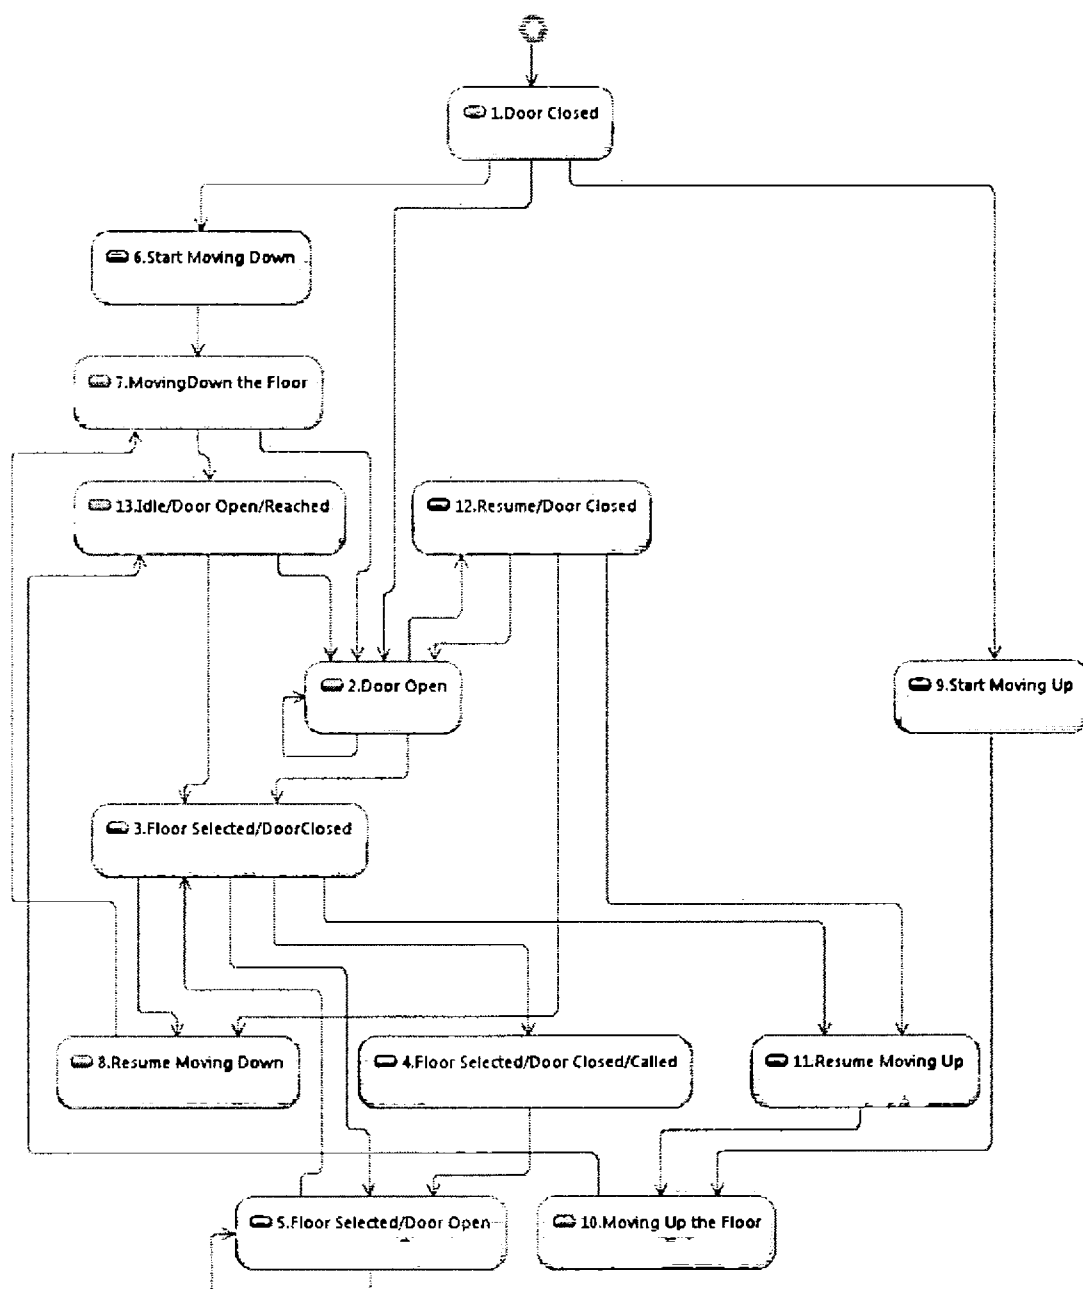 1.Door Closed
6.Start Moving Down
7.MovingDown the Floor
13.Idle/Door Open/Reached
12.Resume/Door Closed
2.Door Open
9.Start Moving Up
3.Floor Selected/DoorClosed
8.Resume Moving Down
4.Floor Selected/Door Closed/Called
11.Resume Moving Up
5.Floor Selected/Door Open
10.Moving Up the Floor